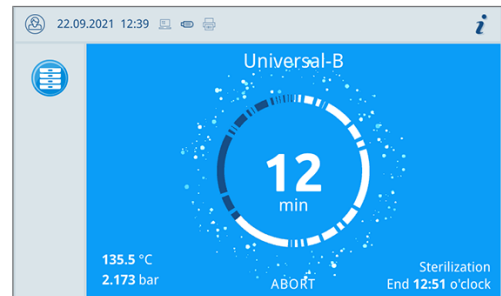 22.09.2021 12:39
i
Universal-B
12
min
135.5 °C
2.173 bar
ABORT
Sterilization
End 12:51 o'clock